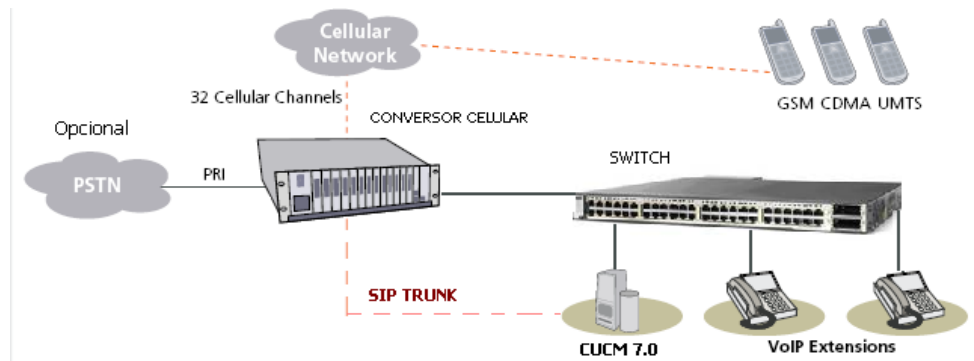 Cellular
Network
32 Cellular Channels
GSM CDMA UMTS
Opcional
CONVERSOR CELULAR
PSTN
PRI
SWITCH
SIP TRUNK
CUCM 7.0
VoIP Extensions